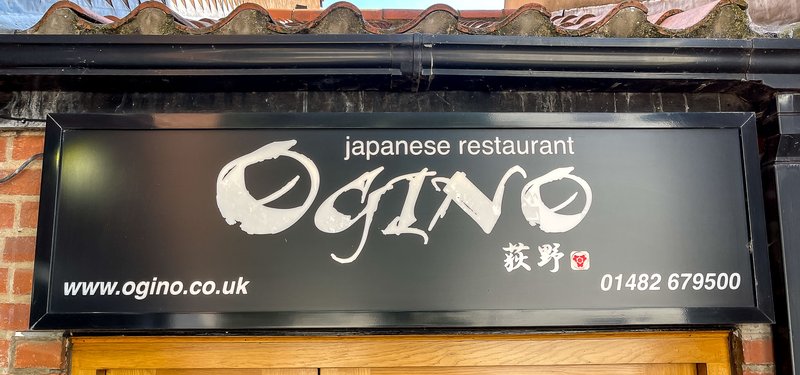 japanese restaurant
OGINO
荻野
www.ogino.co.uk
01482 679500